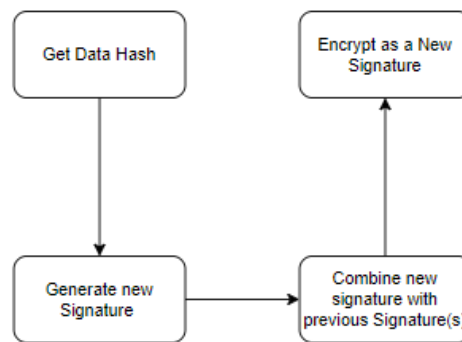 Get Data Hash
Encrypt as a New
Signature
Generate new
Signature
Combine new
signature with
previous Signature(s)